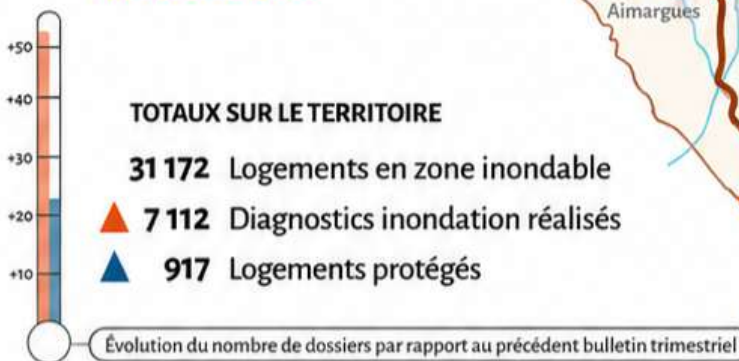 Aimargues
+50
+40
+30
+20
+10
TOTAUX SUR LE TERRITOIRE
31 172 Logements en zone inondable
7 112 Diagnostics inondation réalisés
917 Logements protégés
Évolution du nombre de dossiers par rapport au précédent bulletin trimestriel